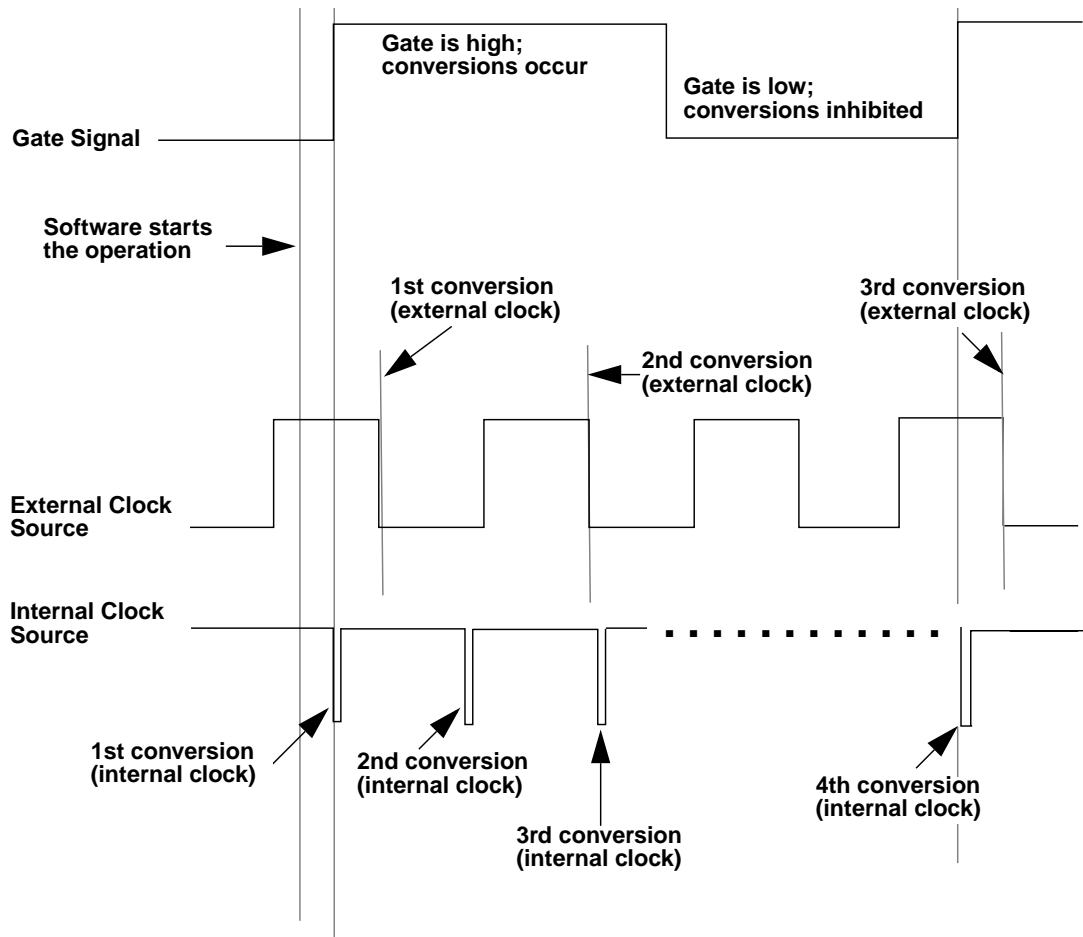 Gate is high;
conversions occur
Gate is low;
conversions inhibited
Gate Signal
Software starts
the operation
1st conversion
(external clock)
3rd conversion
(external clock)
2nd conversion
(external clock)
External Clock
Source
Internal Clock
Source
1st conversion
(internal clock)
2nd conversion
(internal clock)
4th conversion
(internal clock)
3rd conversion
(internal clock)